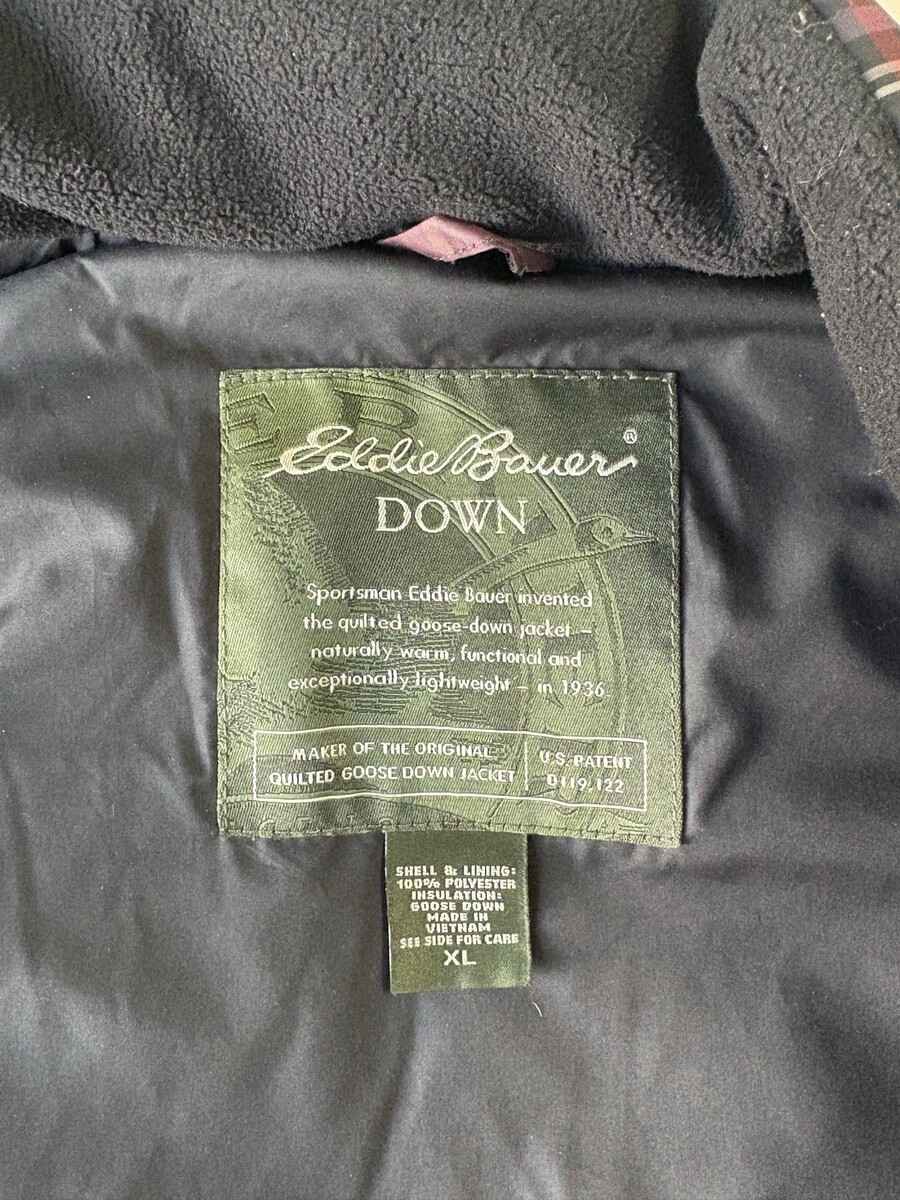 E B
Eddie Bauer®
DOWN
Sportsman Eddie Bauer invented
the quilted goose-down jacket –
naturally warm, functional and
exceptionally lightweight – in 1936.
MAKER OF THE ORIGINAL
QUILTED GOOSE DOWN JACKET
U.S. PATENT
D119,122
SHELL & LINING:
100% POLYESTER
INSULATION:
GOOSE DOWN
MADE IN
VIETNAM
SEE SIDE FOR CARE
XL